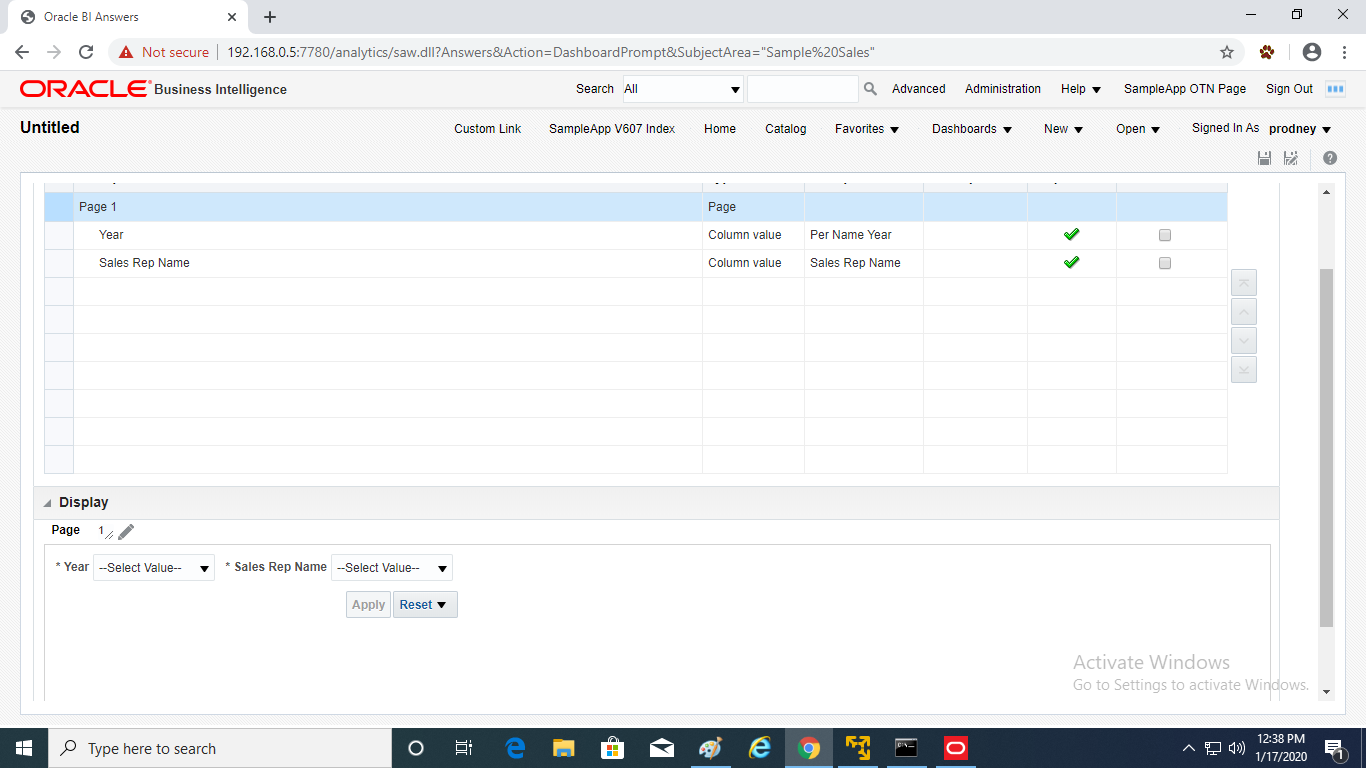 Oracle BI Answers
Not secure 192.168.0.5:7780/analytics/saw.dll?Answers&Action=DashboardPrompt&SubjectArea="Sample%20Sales"
ORACLE Business Intelligence
Search All Advanced Administration Help SampleApp OTN Page Sign Out
Untitled
Custom Link SampleApp V607 Index Home Catalog Favorites Dashboards New Open Signed In As prodney
Page 1 Page
Year Column value Per Name Year
Sales Rep Name Column value Sales Rep Name
Display
Page 1
* Year --Select Value-- * Sales Rep Name --Select Value--
Apply Reset
Activate Windows
Go to Settings to activate Windows.
Type here to search
12:38 PM
1/17/2020
1